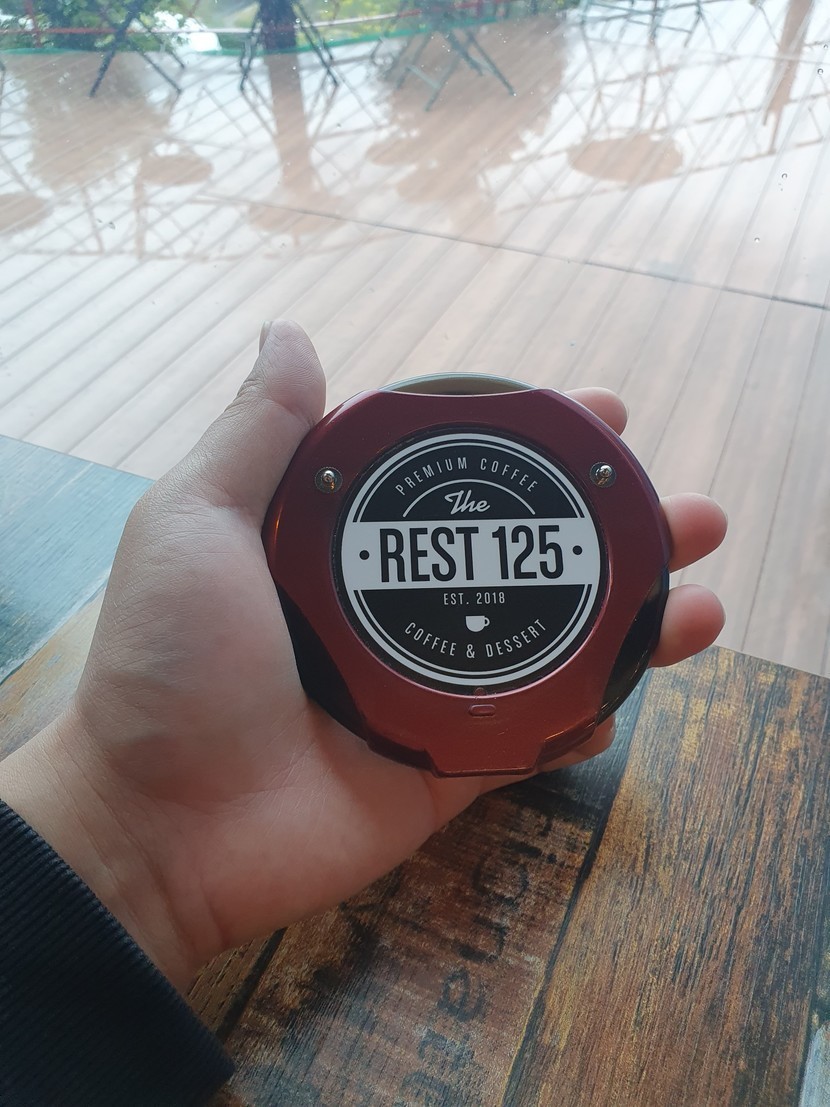 PREMIUM COFFEE
The
REST 125
EST. 2018
COFFEE & DESSERT